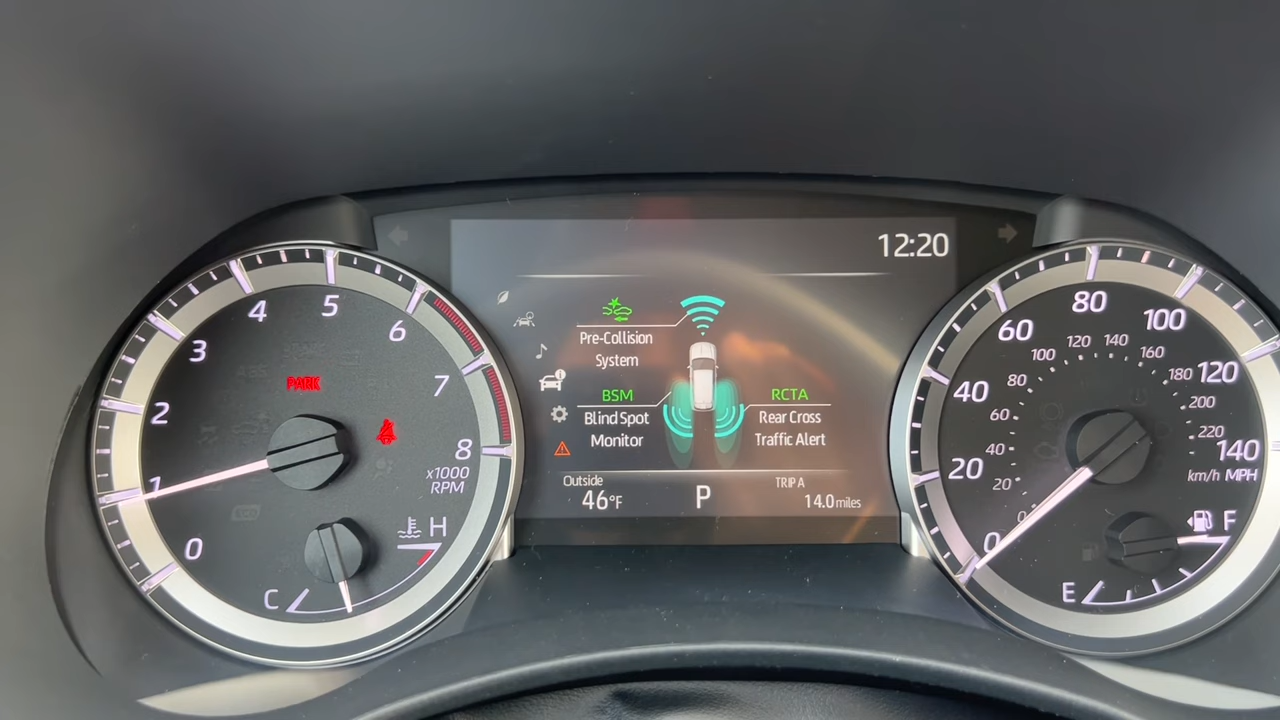 12:20
Pre-Collision
System
BSM
Blind Spot
Monitor
RCTA
Rear Cross
Traffic Alert
Outside
46°F
P
TRIP A
14.0 miles
0
1
2
3
4
5
6
7
8
x1000
RPM
PARK
C
H
0
20
40
60
80
100
120
140
MPH
km/h
0
20
40
60
80
100
120
140
160
180
200
220
E
F